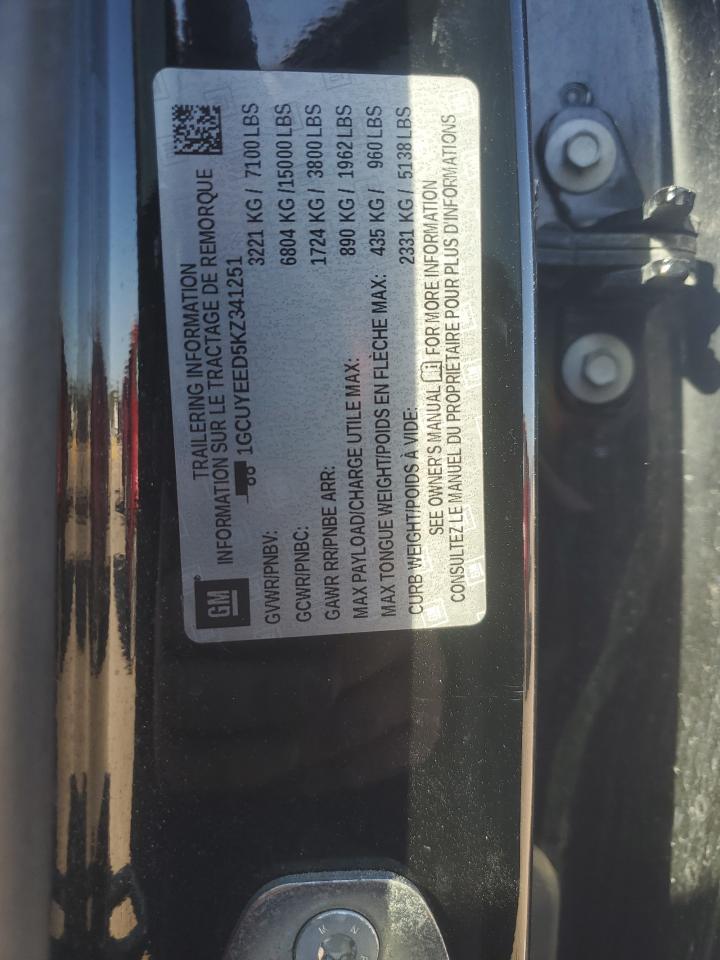 GM
TRAILERING INFORMATION
INFORMATION SUR LE TRACTAGE DE REMORQUE
1GCUYEED5KZ341251
GVWR/PNBV: 3221 KG / 7100 LBS
GCWR/PNBC: 6804 KG /15000 LBS
GAWR RR/PNBE ARR: 1724 KG / 3800 LBS
MAX PAYLOAD/CHARGE UTILE MAX: 890 KG / 1962 LBS
MAX TONGUE WEIGHT/POIDS EN FLÈCHE MAX: 435 KG / 960 LBS
CURB WEIGHT/POIDS À VIDE: 2331 KG / 5138 LBS
SEE OWNER'S MANUAL i FOR MORE INFORMATION
CONSULTEZ LE MANUEL DU PROPRIÉTAIRE POUR PLUS D'INFORMATIONS